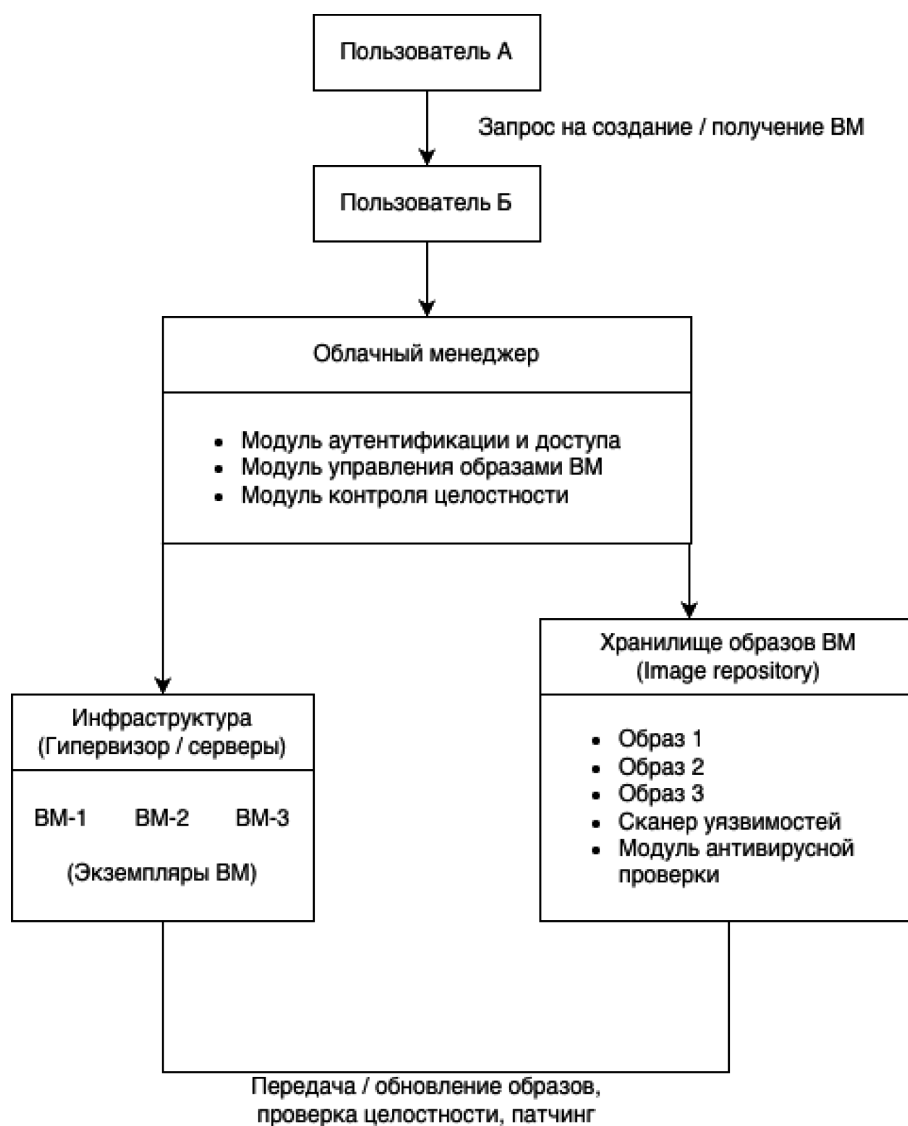 Пользователь А
Запрос на создание / получение ВМ
Пользователь Б
Облачный менеджер
• Модуль аутентификации и доступа
• Модуль управления образами ВМ
• Модуль контроля целостности
Хранилище образов ВМ
(Image repository)
• Образ 1
• Образ 2
• Образ 3
• Сканер уязвимостей
• Модуль антивирусной
проверки
Инфраструктура
(Гипервизор / серверы)
ВМ-1 ВМ-2 ВМ-3
(Экземпляры ВМ)
Передача / обновление образов,
проверка целостности, патчинг